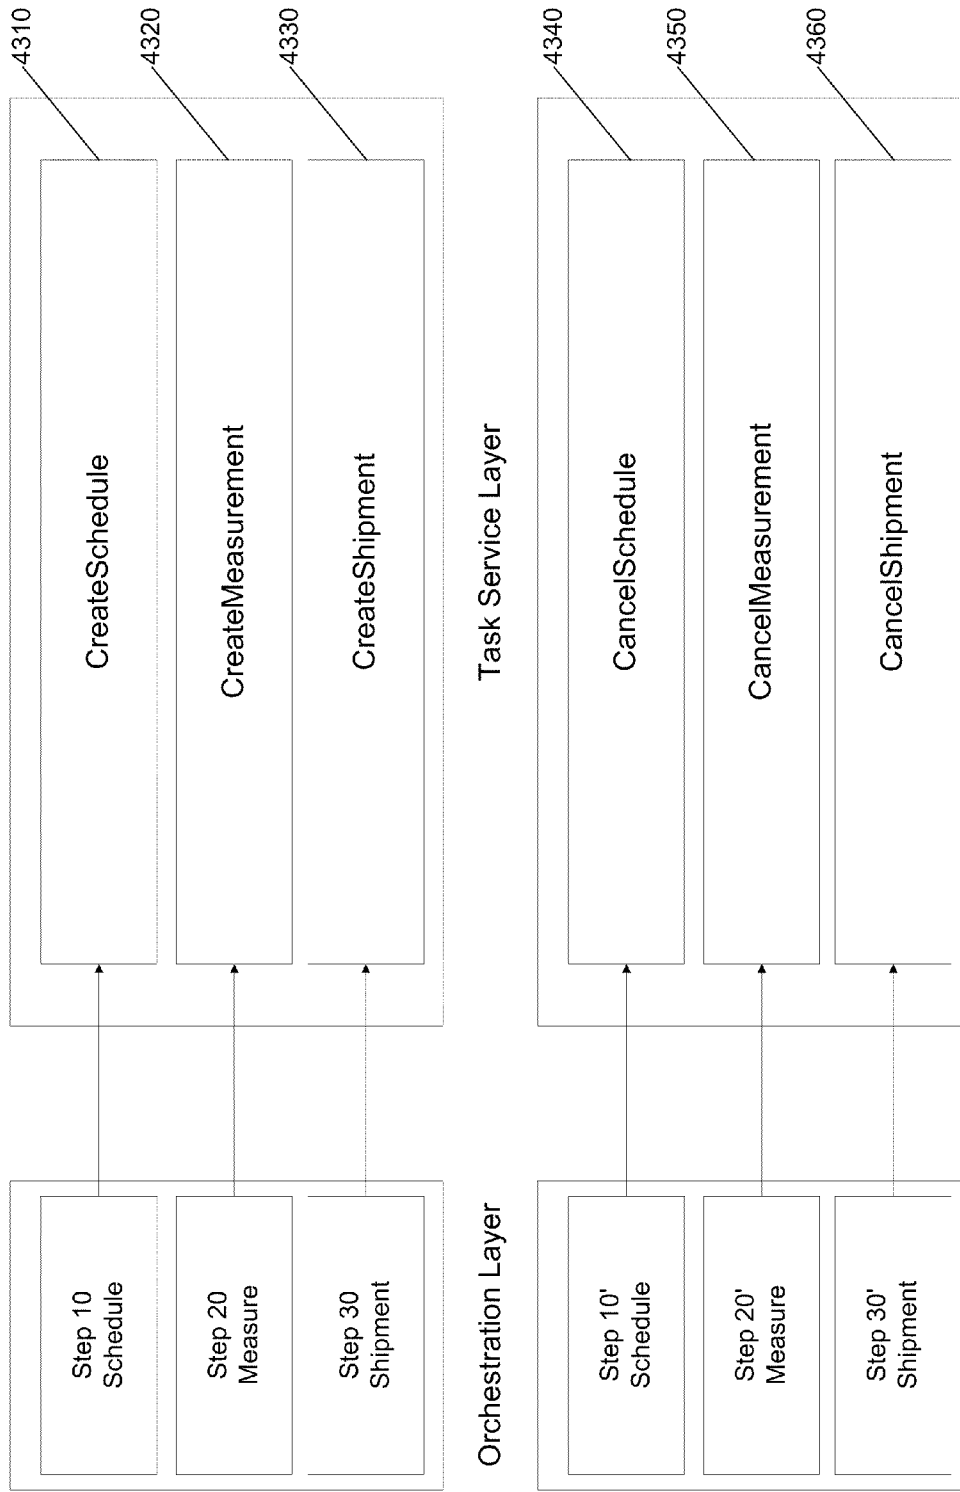 Step 10
Schedule
CreateSchedule
4310
Step 20
Measure
CreateMeasurement
4320
Step 30
Shipment
CreateShipment
4330
Orchestration Layer
Task Service Layer
Step 10'
Schedule
CancelSchedule
4340
Step 20'
Measure
CancelMeasurement
4350
Step 30'
Shipment
CancelShipment
4360